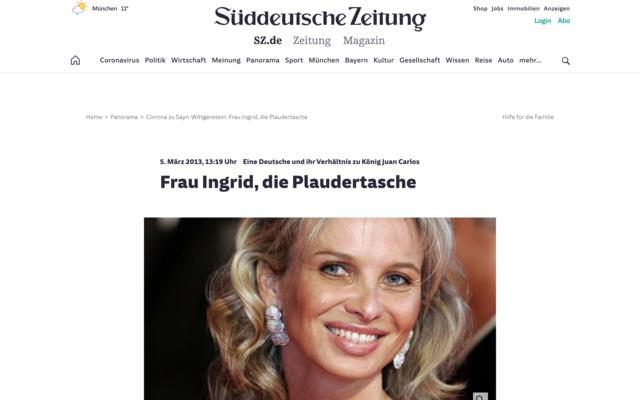 München 11°
Shop Jobs Immobilien Anzeigen
Süddeutsche Zeitung
Login Abo
SZ.de Zeitung Magazin
Coronavirus Politik Wirtschaft Meinung Panorama Sport München Bayern Kultur Gesellschaft Wissen Reise Auto mehr...
Home > Panorama > Corinna zu Sayn-Wittgenstein: Frau Ingrid, die Plaudertasche
Hilfe für die Familie
5. März 2013, 13:19 Uhr Eine Deutsche und ihr Verhältnis zu König Juan Carlos
Frau Ingrid, die Plaudertasche